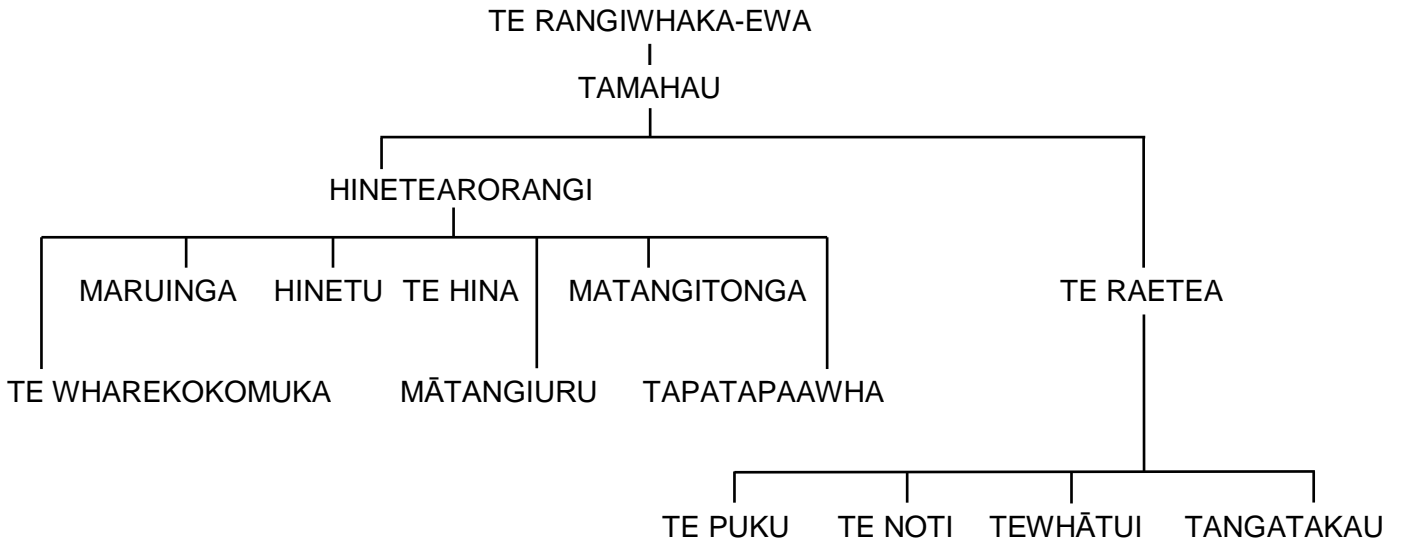 TE RANGIWHAKA-EWA
TAMAHAU
HINETEARORANGI
MARUINGA HINETU TE HINA MATANGITONGA TE RAETEA
TE WHAREKOKOMUKA MĀTANGIURU TAPATAPAAWHA
TE PUKU TE NOTI TEWHĀTUI TANGATAKAU